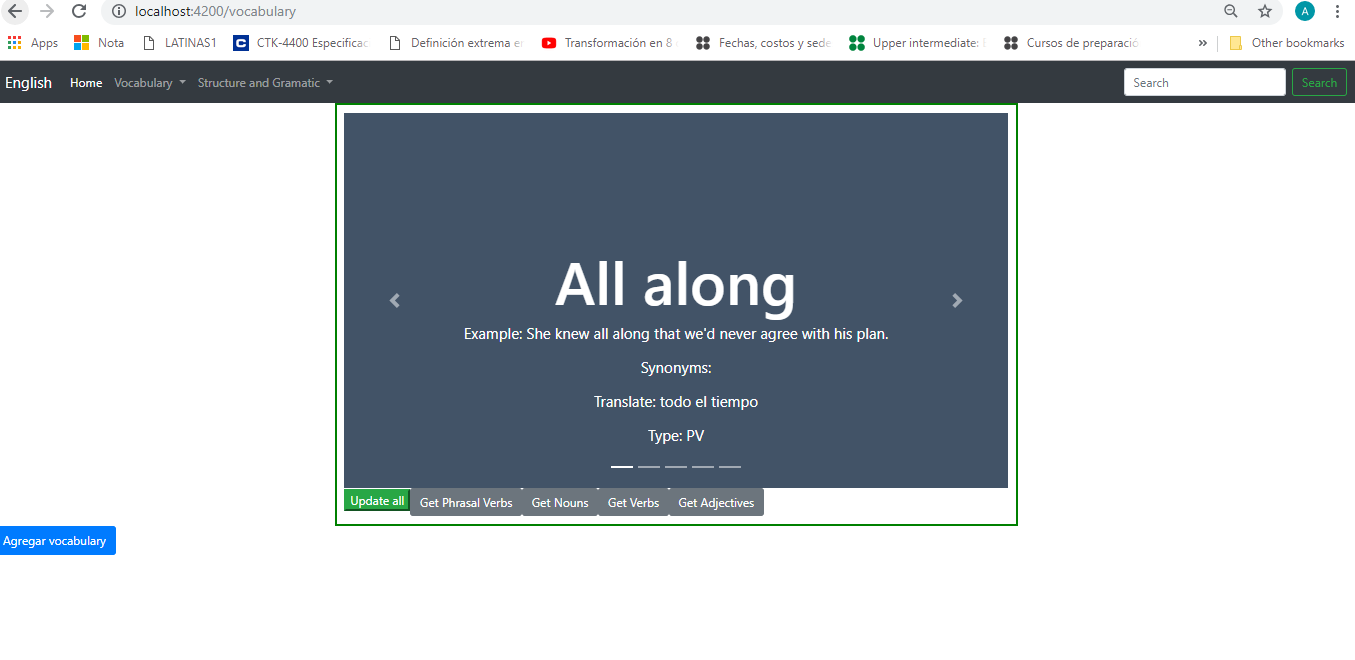 localhost:4200/vocabulary
A
Apps Nota LATINAS1 CTK-4400 Especificac Definición extrema e Transformación en 8 Fechas, costos y sede Upper intermediate: Cursos de preparació » Other bookmarks
English Home Vocabulary Structure and Gramatic Search Search
All along
Example: She knew all along that we'd never agree with his plan.
Synonyms:
Translate: todo el tiempo
Type: PV
Update all Get Phrasal Verbs Get Nouns Get Verbs Get Adjectives
Agregar vocabulary